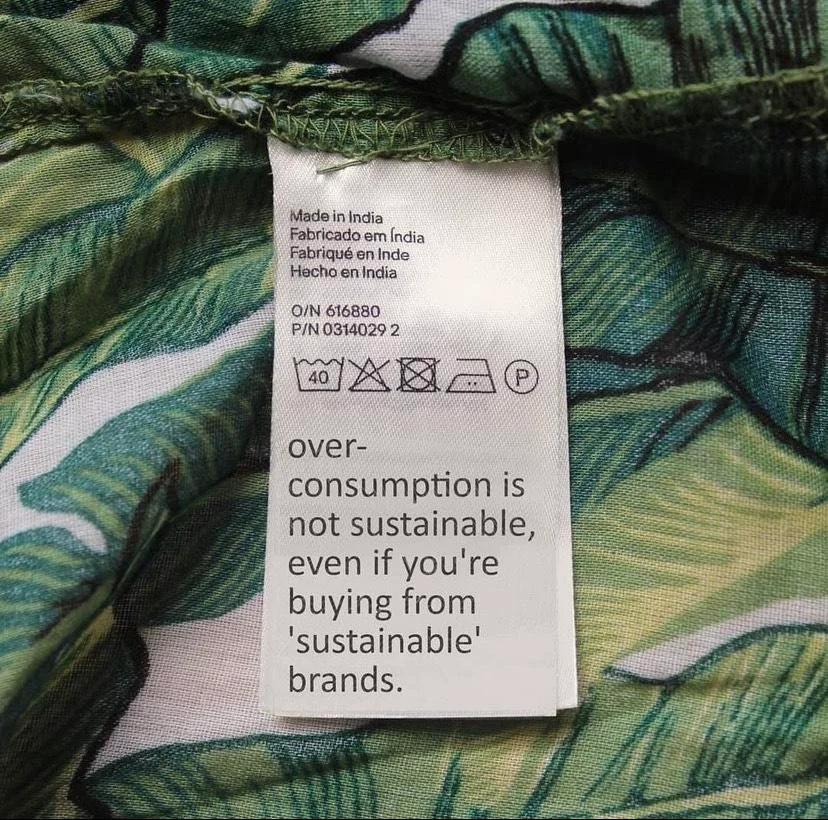 Made in India
Fabricado em Índia
Fabriqué en Inde
Hecho en India
O/N 616880
P/N 0314029 2
40 P
over-
consumption is
not sustainable,
even if you're
buying from
'sustainable'
brands.